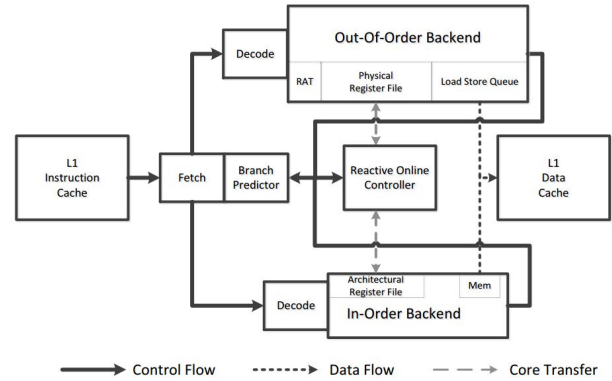 Out-Of-Order Backend
Decode
RAT
Physical
Register File
Load Store Queue
L1
Instruction
Cache
Fetch
Branch
Predictor
Reactive Online
Controller
L1
Data
Cache
Architectural
Register File
Mem
Decode
In-Order Backend
Control Flow
Data Flow
Core Transfer